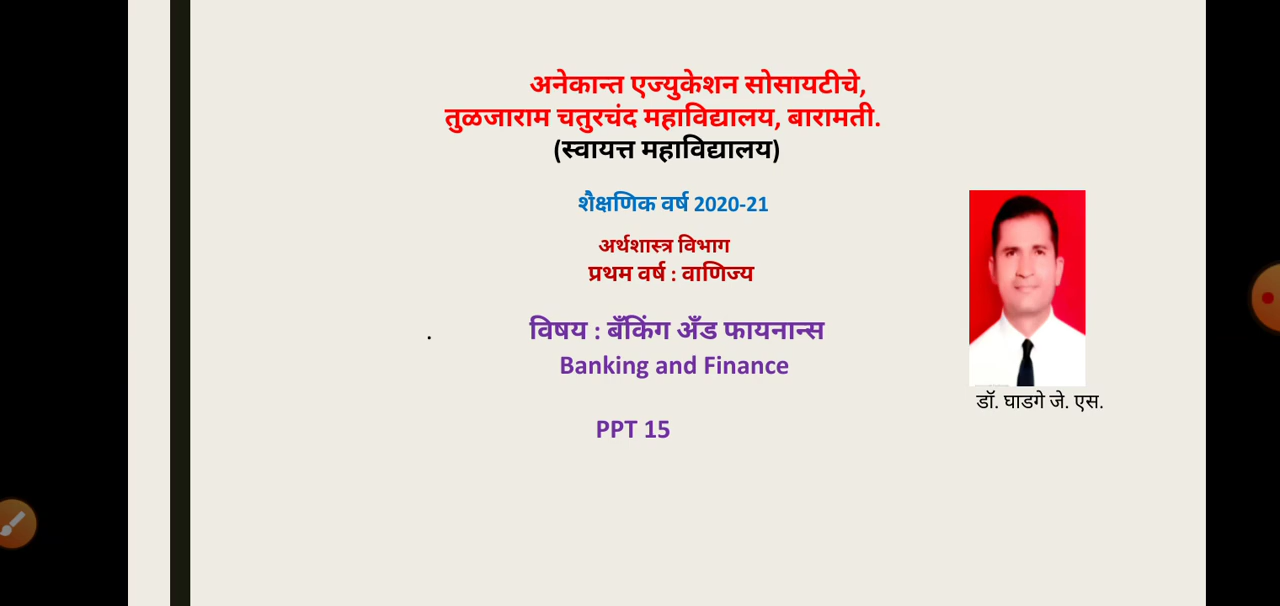 अनेकान्त एज्युकेशन सोसायटीचे,
तुळजाराम चतुरचंद महाविद्यालय, बारामती.
(स्वायत्त महाविद्यालय)
शैक्षणिक वर्ष 2020-21
अर्थशास्त्र विभाग
प्रथम वर्ष : वाणिज्य
विषय : बँकिंग अँड फायनान्स
Banking and Finance
PPT 15
डॉ. घाडगे जे. एस.